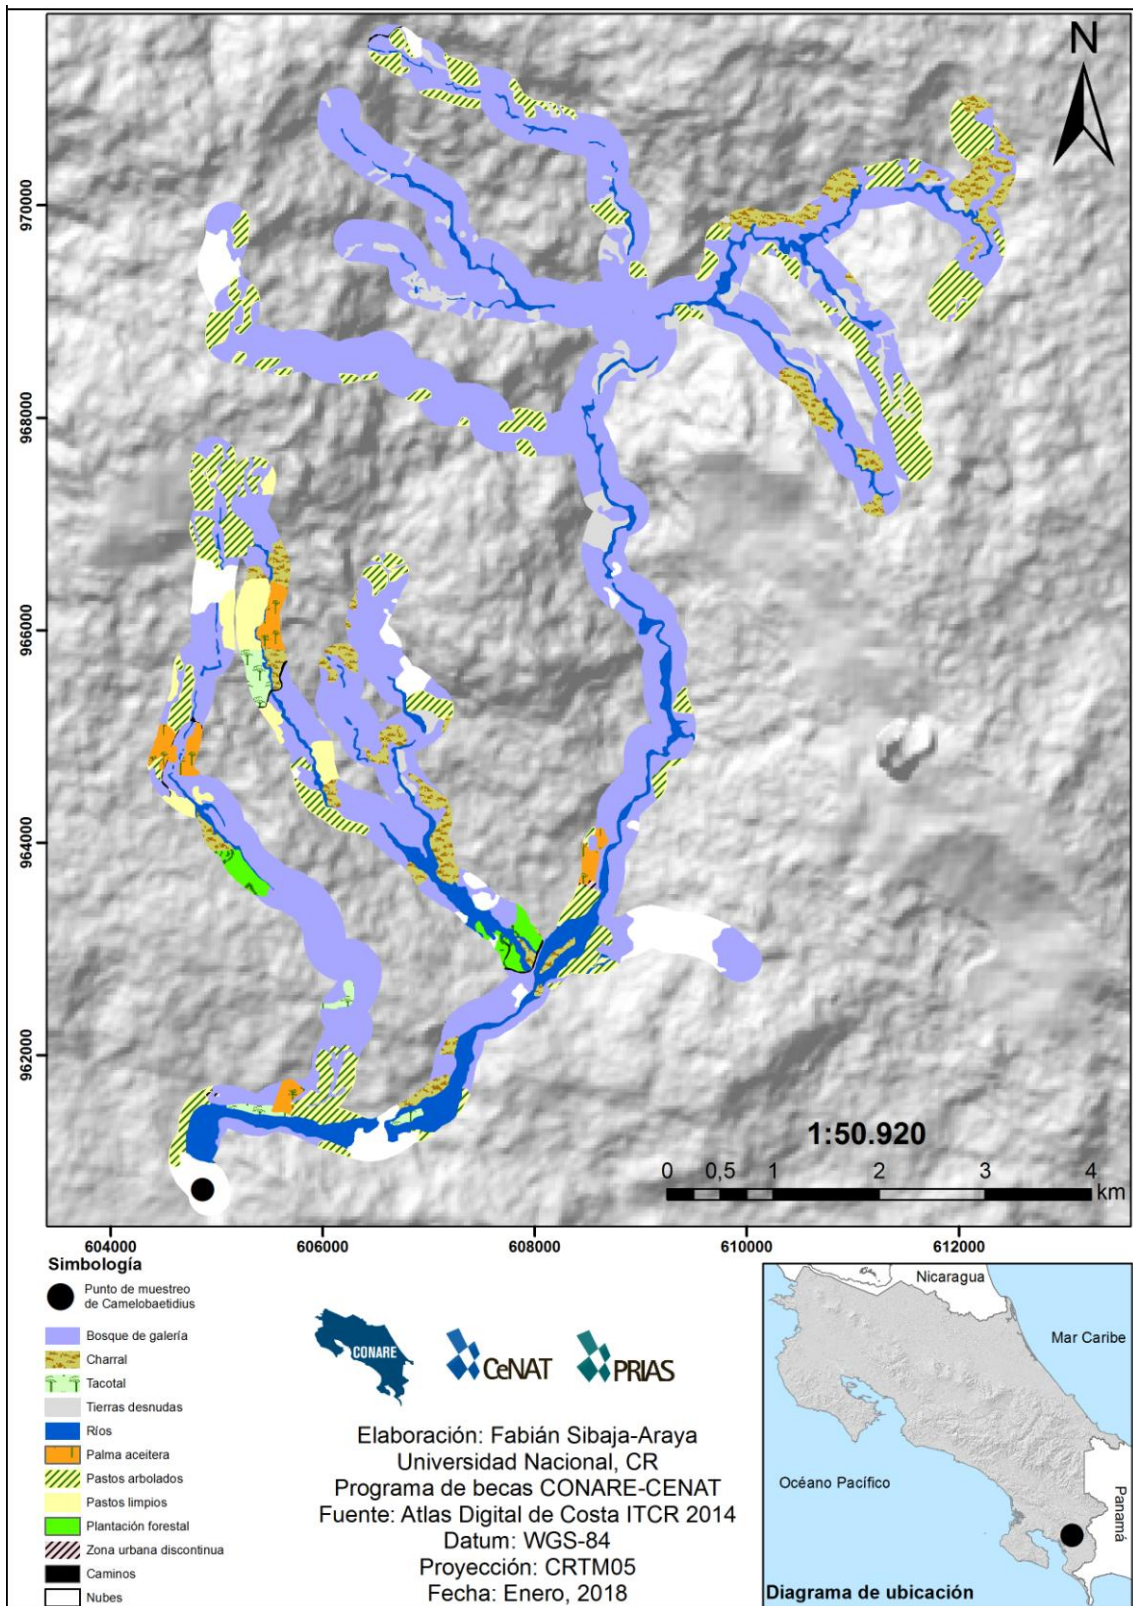 N
970000
968000
966000
964000
962000
1:50.920
0 0,5 1 2 3 4
km
604000 606000 608000 610000 612000
Simbología
Punto de muestreo
de Camelobaetidius
Bosque de galería
Charral
Tacotal
Tierras desnudas
Ríos
Palma aceitera
Pastos arbolados
Pastos limpios
Plantación forestal
Zona urbana discontinua
Caminos
Nubes
CONARE
CeNAT
PRIAS
Elaboración: Fabián Sibaja-Araya
Universidad Nacional, CR
Programa de becas CONARE-CENAT
Fuente: Atlas Digital de Costa ITCR 2014
Datum: WGS-84
Proyección: CRTM05
Fecha: Enero, 2018
Nicaragua
Mar Caribe
Océano Pacífico
Panamá
Diagrama de ubicación